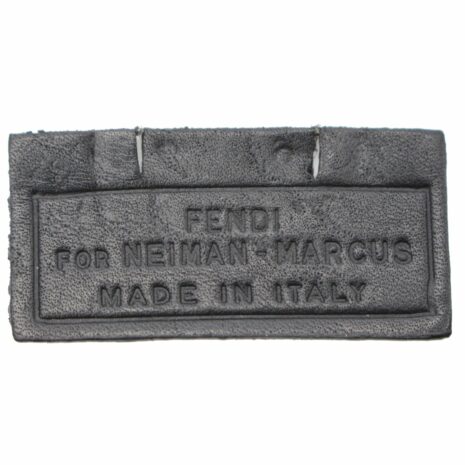 FENDI
FOR NEIMAN-MARCUS
MADE IN ITALY